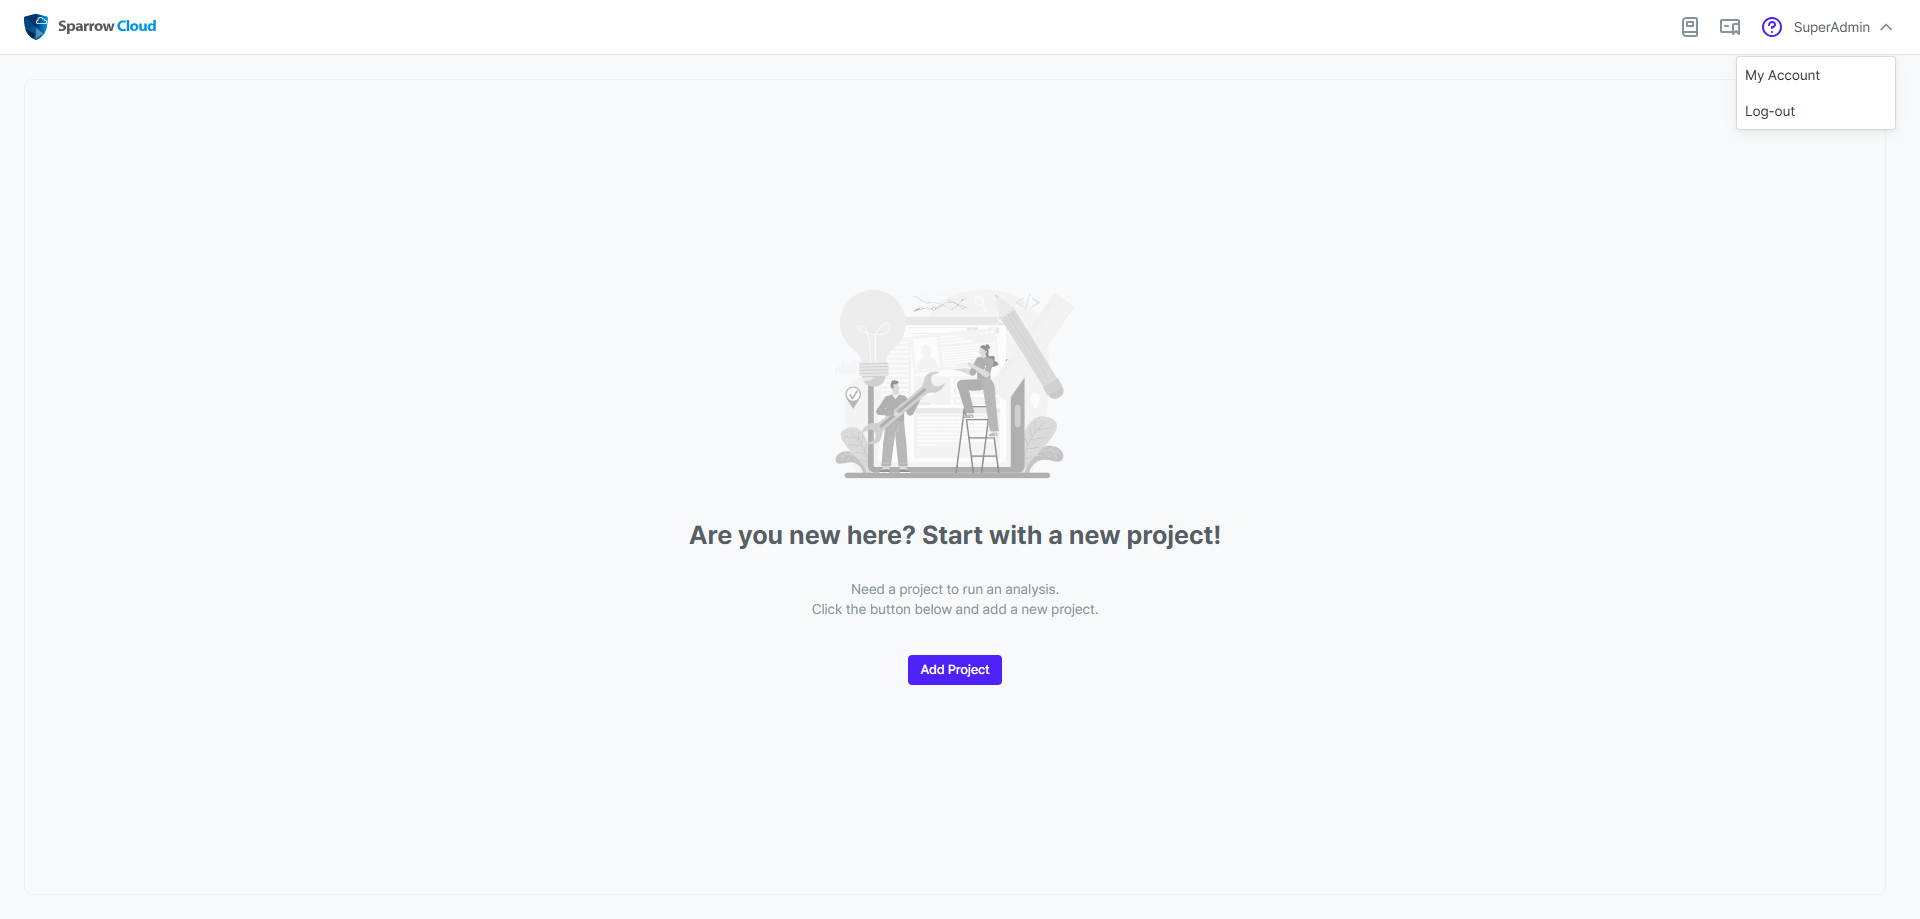 Sparrow Cloud
SuperAdmin
My Account
Log-out
Are you new here? Start with a new project!
Need a project to run an analysis.
Click the button below and add a new project.
Add Project